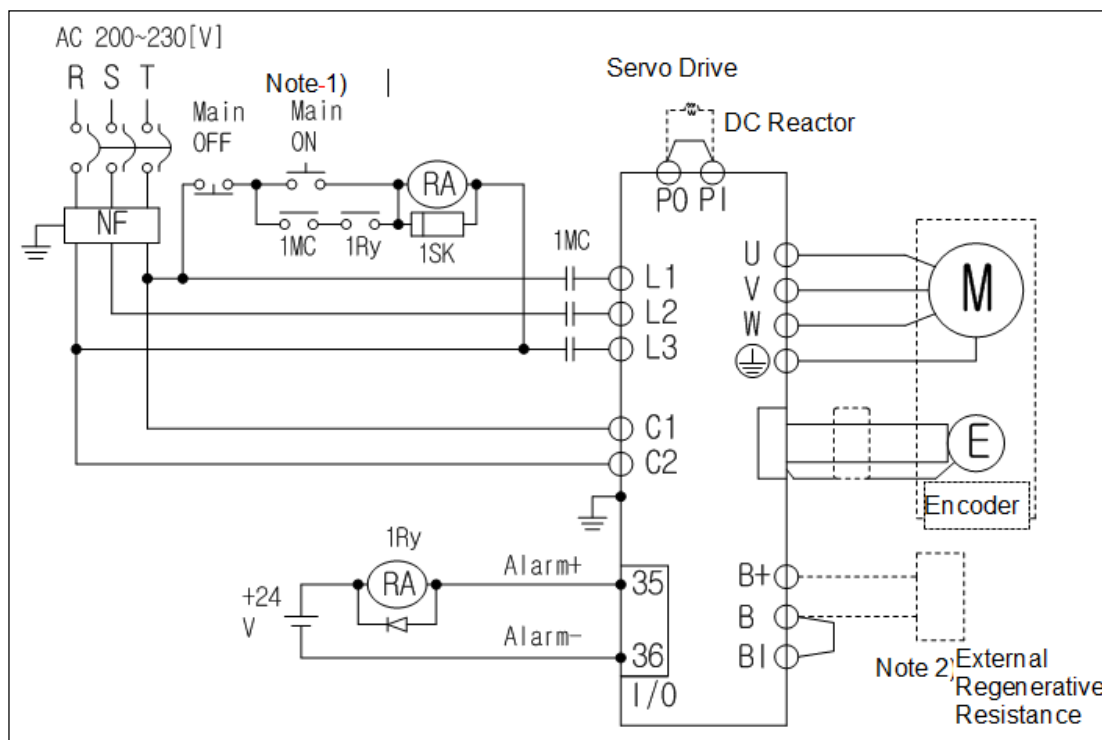 AC 200~230[V]
R S T
Note-1)
Main
OFF
Main
ON
Servo Drive
DC Reactor
PO PI
RA
NF
1MC 1Ry 1SK
1MC
L1
L2
L3
C1
C2
U
V
W
M
E
Encoder
1Ry
RA
+24
V
Alarm+
Alarm-
35
36
I/O
B+
B
BI
Note 2) External
Regenerative
Resistance